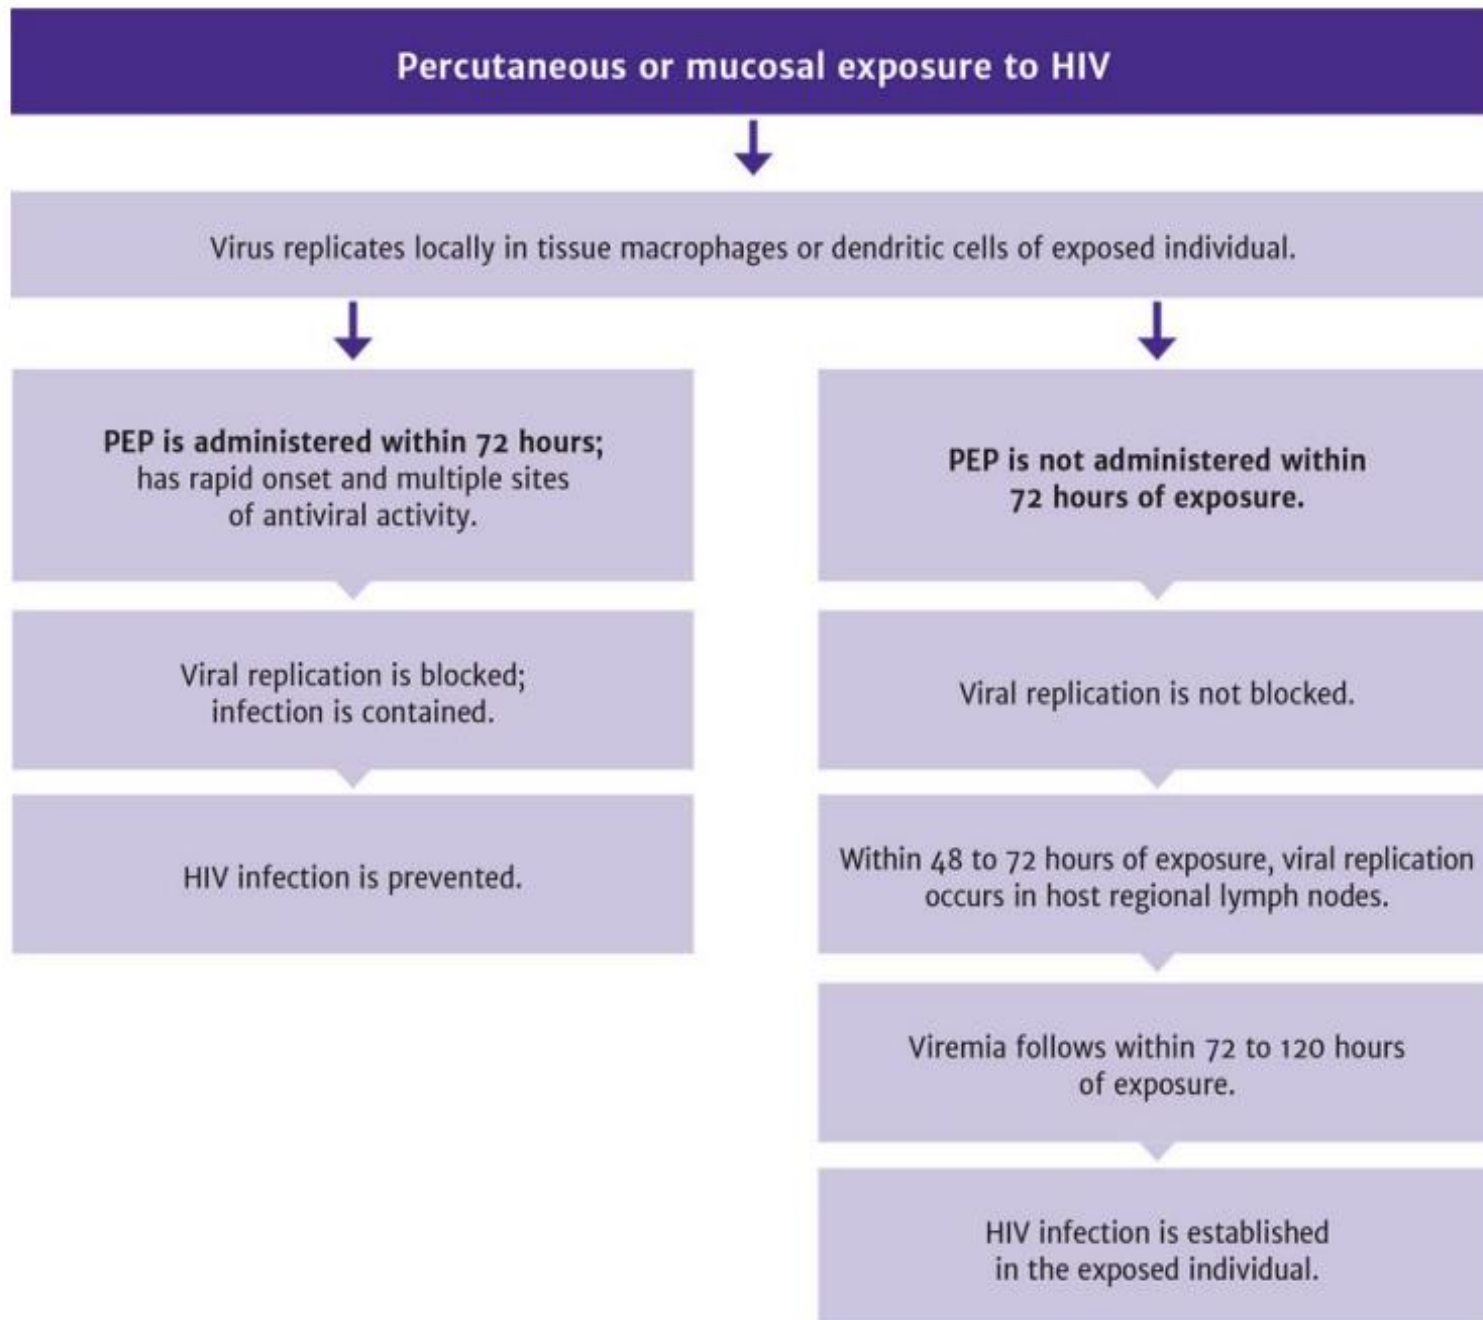 Percutaneous or mucosal exposure to HIV
Virus replicates locally in tissue macrophages or dendritic cells of exposed individual.
PEP is administered within 72 hours;
has rapid onset and multiple sites
of antiviral activity.
Viral replication is blocked;
infection is contained.
HIV infection is prevented.
PEP is not administered within
72 hours of exposure.
Viral replication is not blocked.
Within 48 to 72 hours of exposure, viral replication
occurs in host regional lymph nodes.
Viremia follows within 72 to 120 hours
of exposure.
HIV infection is established
in the exposed individual.